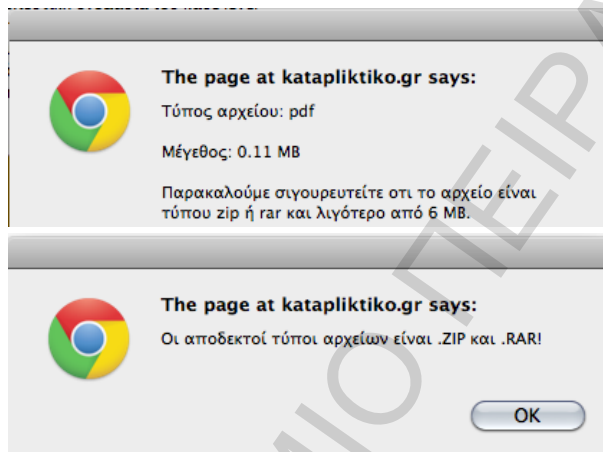 The page at katapliktiko.gr says:
Τύπος αρχείου: pdf
Μέγεθος: 0.11 MB
Παρακαλούμε σιγουρευτείτε οτι το αρχείο είναι
τύπου zip ή rar και λιγότερο από 6 MB.
The page at katapliktiko.gr says:
Οι αποδεκτοί τύποι αρχείων είναι .ZIP και .RAR!
OK